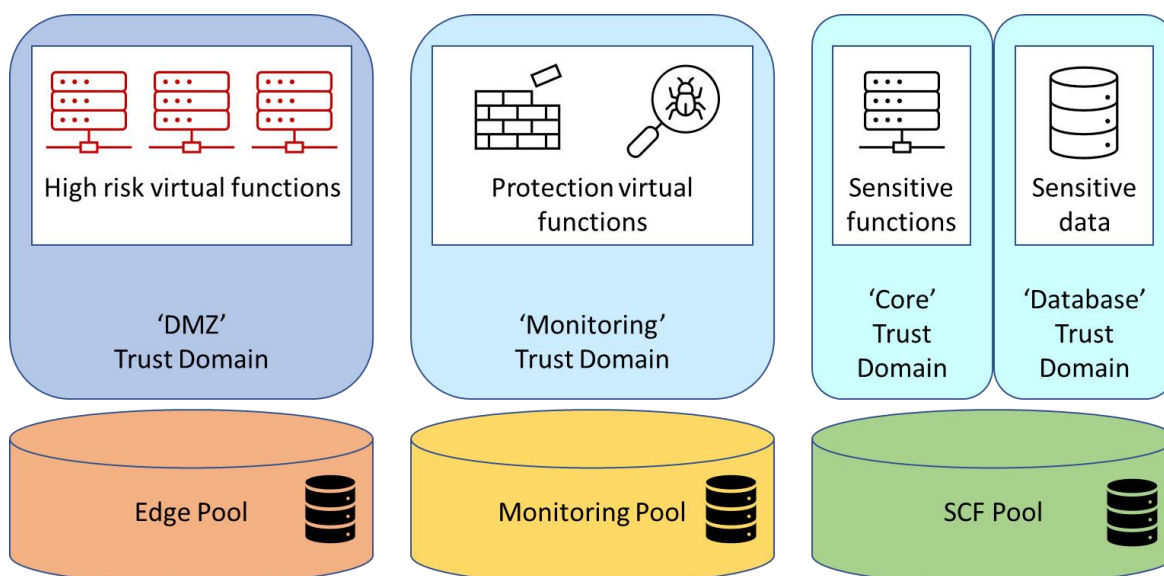 High risk virtual functions
‘DMZ’
Trust Domain
Edge Pool
Protection virtual
functions
‘Monitoring’
Trust Domain
Monitoring Pool
Sensitive
functions
‘Core’
Trust
Domain
Sensitive
data
‘Database’
Trust
Domain
SCF Pool